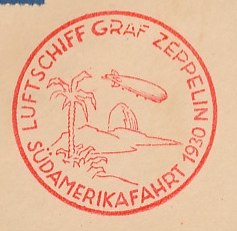 LUFTSCHIFF GRAF ZEPPELIN 1930
SÜDAMERIKAFAHRT